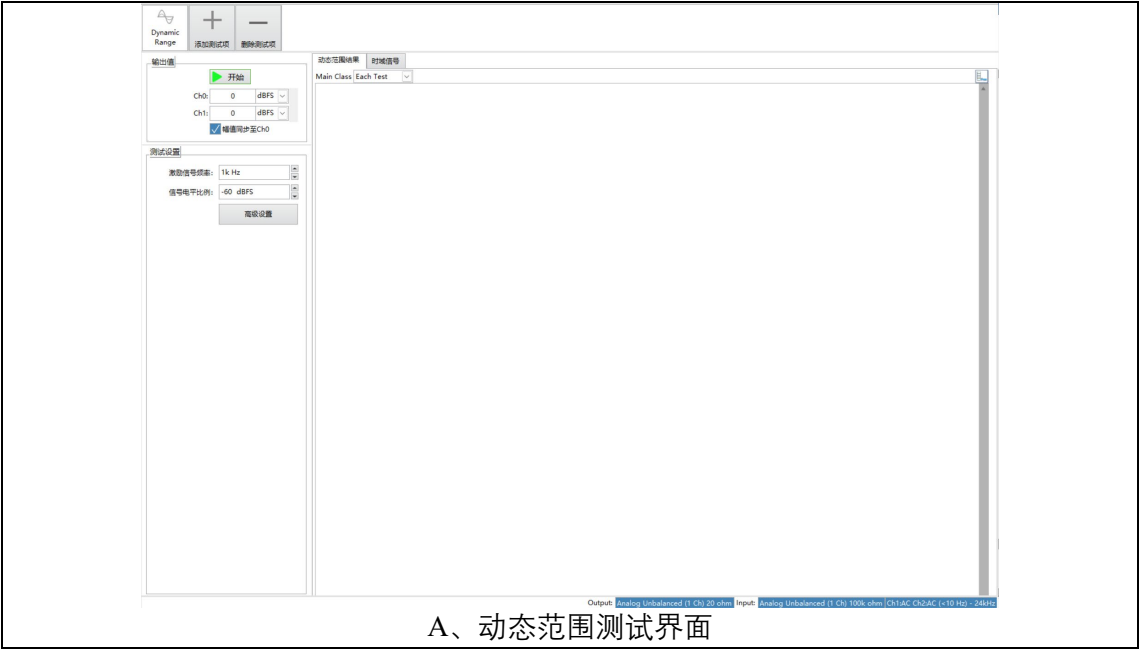 Dynamic
Range
添加测试项
删除测试项
输出值
开始
Ch0: 0 dBFS
Ch1: 0 dBFS
幅值同步至Ch0
测试设置
激励信号频率: 1k Hz
信号电平比例: -60 dBFS
高级设置
动态范围结果 时域信号
Main Class Each Test
Output: Analog Unbalanced (1 Ch) 20 ohm Input: Analog Unbalanced (1 Ch) 100k ohm Ch1:AC Ch2:AC (<10 Hz) - 24kHz
A、动态范围测试界面